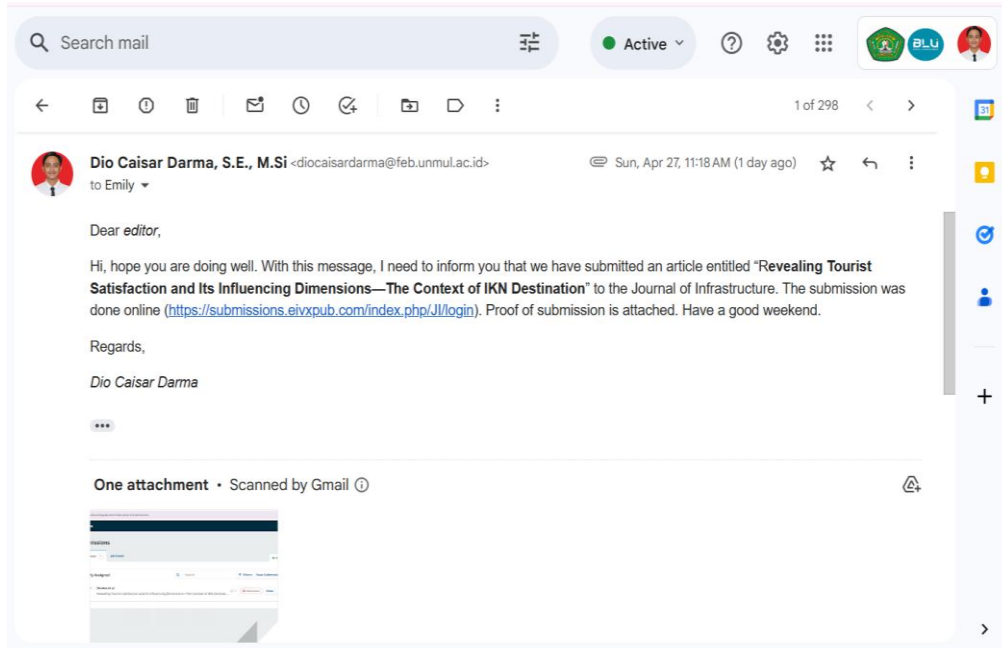 Search mail
Active
BLU
1 of 298
31
Dio Caisar Darma, S.E., M.Si <diocaisardarma@feb.unmul.ac.id>
Sun, Apr 27, 11:18 AM (1 day ago)
to Emily
Dear editor,
Hi, hope you are doing well. With this message, I need to inform you that we have submitted an article entitled “Revealing Tourist
Satisfaction and Its Influencing Dimensions—The Context of IKN Destination” to the Journal of Infrastructure. The submission was
done online (https://submissions.eivxpub.com/index.php/JI/login). Proof of submission is attached. Have a good weekend.
Regards,
Dio Caisar Darma
One attachment • Scanned by Gmail